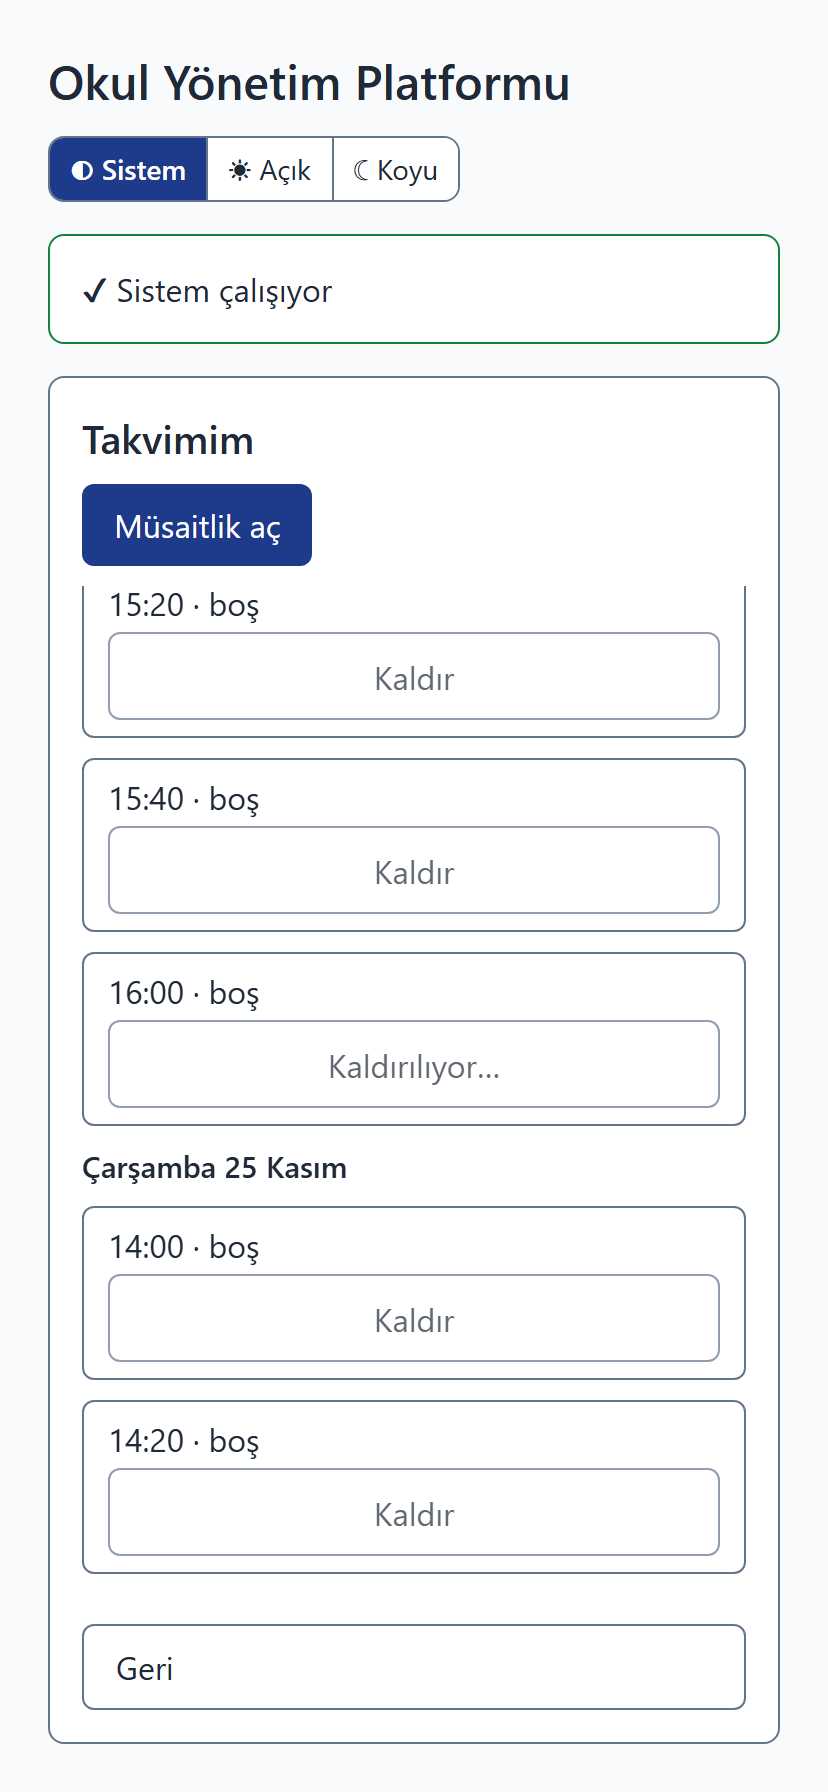 Okul Yönetim Platformu
◐ Sistem ☀ Açık ☾ Koyu
✓ Sistem çalışıyor
Takvimim
Müsaitlik aç
15:20 · boş
Kaldır
15:40 · boş
Kaldır
16:00 · boş
Kaldırılıyor...
Çarşamba 25 Kasım
14:00 · boş
Kaldır
14:20 · boş
Kaldır
Geri